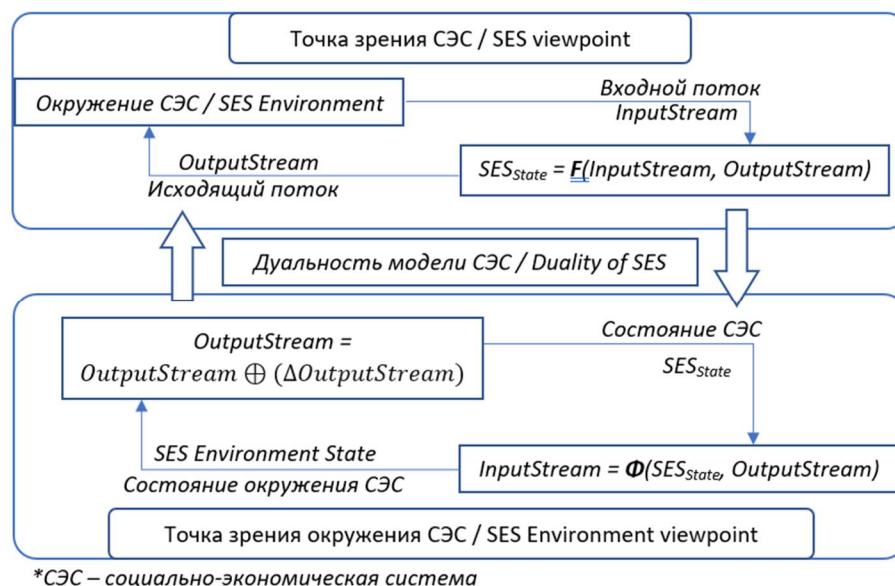 Точка зрения СЭС / SES viewpoint
Окружение СЭС / SES Environment
Входной поток
InputStream
OutputStream
Исходящий поток
SES_State = F(InputStream, OutputStream)
Дуальность модели СЭС / Duality of SES
OutputStream =
OutputStream ⊕ (ΔOutputStream)
Состояние СЭС
SES_State
SES Environment State
Состояние окружения СЭС
InputStream = Ф(SES_State, OutputStream)
Точка зрения окружения СЭС / SES Environment viewpoint
*СЭС – социально-экономическая система